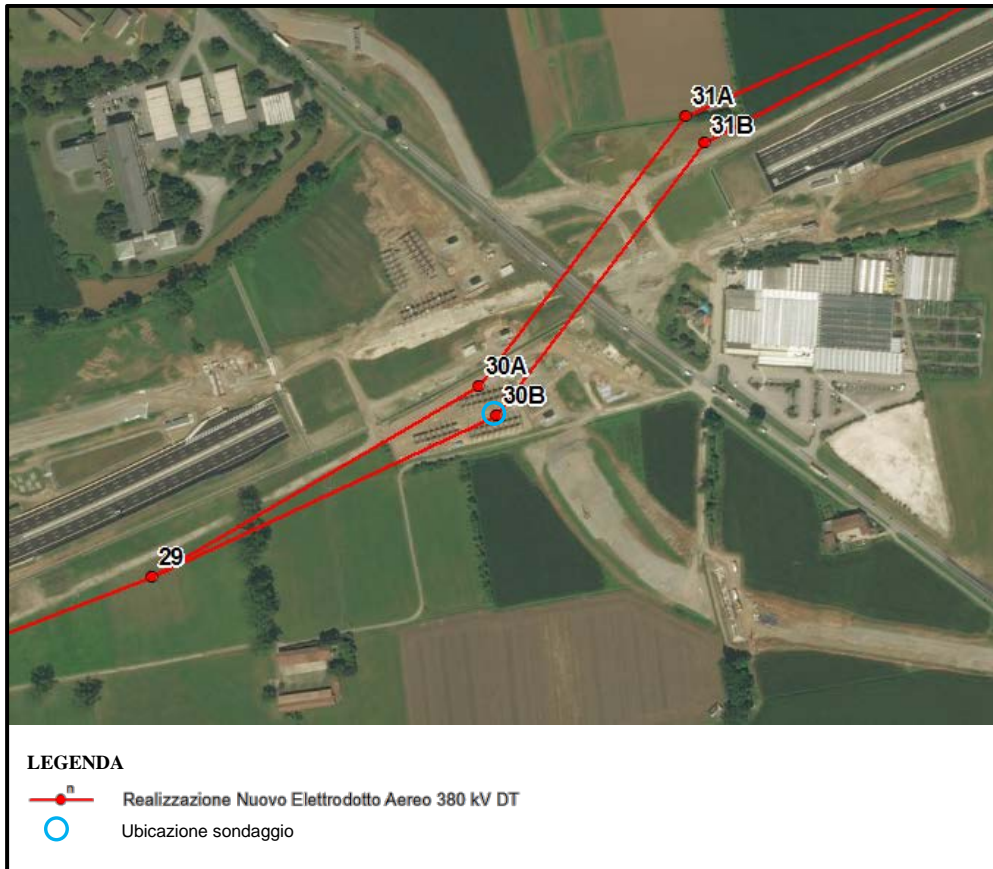 31A
31B
30A
30B
29
LEGENDA
n
Realizzazione Nuovo Elettrodotto Aereo 380 kV DT
Ubicazione sondaggio